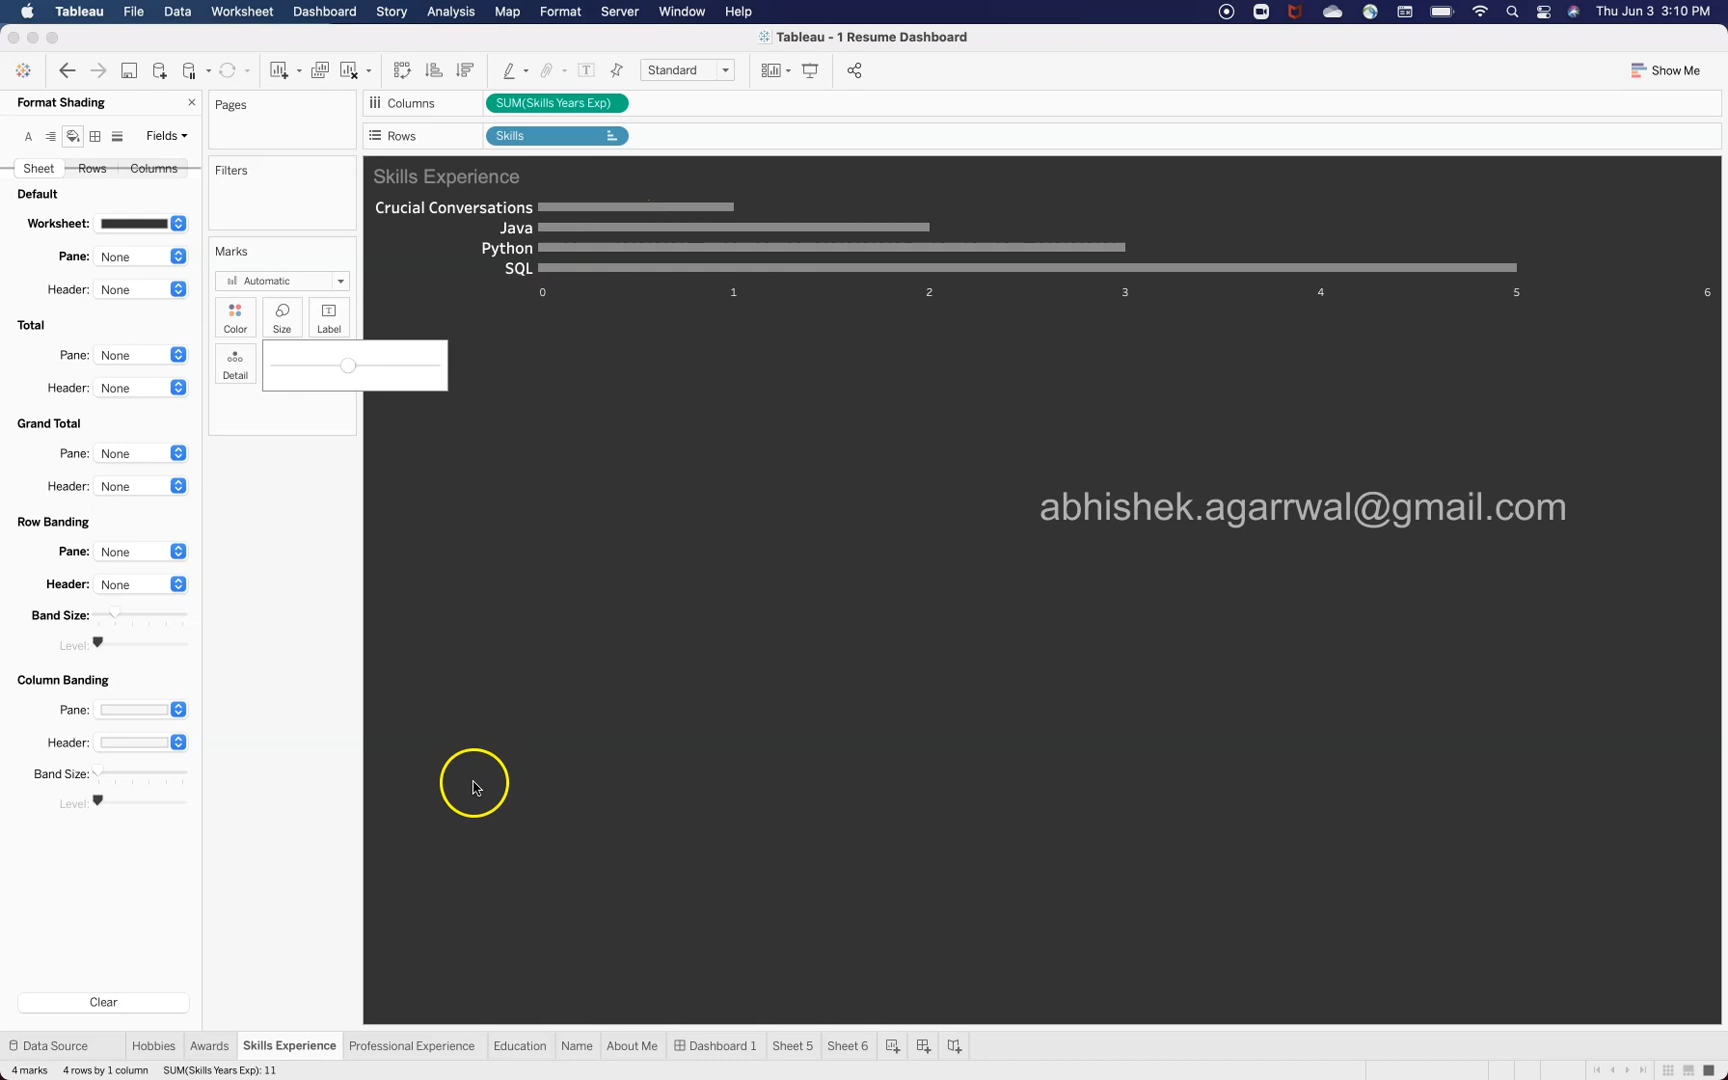 Tableau File Data Worksheet Dashboard Story Analysis Map Format Server Window Help Thu Jun 3 3:10 PM
Tableau - 1 Resume Dashboard
Standard Show Me
Format Shading
Fields
Sheet Rows Columns
Default
Worksheet:
Pane: None
Header: None
Total
Pane: None
Header: None
Grand Total
Pane: None
Header: None
Row Banding
Pane: None
Header: None
Band Size:
Level:
Column Banding
Pane:
Header:
Band Size:
Level:
Clear
Pages
Filters
Marks
Automatic
Color Size Label
Detail
Columns SUM(Skills Years Exp)
Rows Skills
Skills Experience
Crucial Conversations
Java
Python
SQL
0 1 2 3 4 5 6
abhishek.agarrwal@gmail.com
Data Source Hobbies Awards Skills Experience Professional Experience Education Name About Me Dashboard 1 Sheet 5 Sheet 6
4 marks 4 rows by 1 column SUM(Skills Years Exp): 11